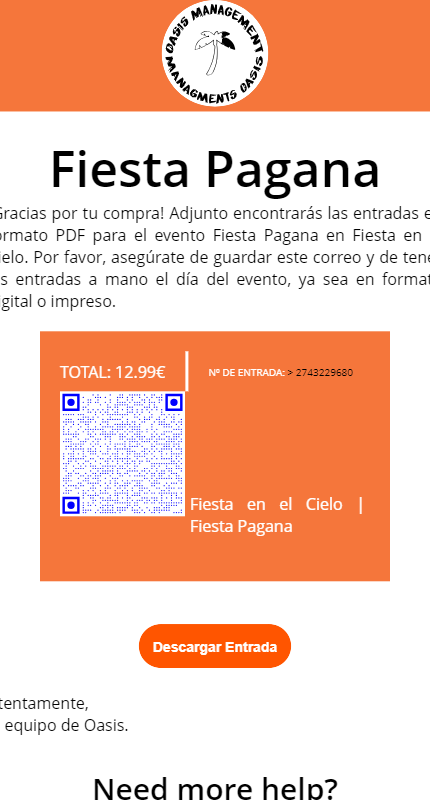 OASIS MANAGEMENT
MANAGMENTS OASIS
Fiesta Pagana
Gracias por tu compra! Adjunto encontrarás las entradas e
ormato PDF para el evento Fiesta Pagana en Fiesta en
ielo. Por favor, asegúrate de guardar este correo y de tene
s entradas a mano el día del evento, ya sea en format
igital o impreso.
TOTAL: 12.99€
Nº DE ENTRADA: > 2743229680
Fiesta en el Cielo |
Fiesta Pagana
Descargar Entrada
tentamente,
equipo de Oasis.
Need more help?